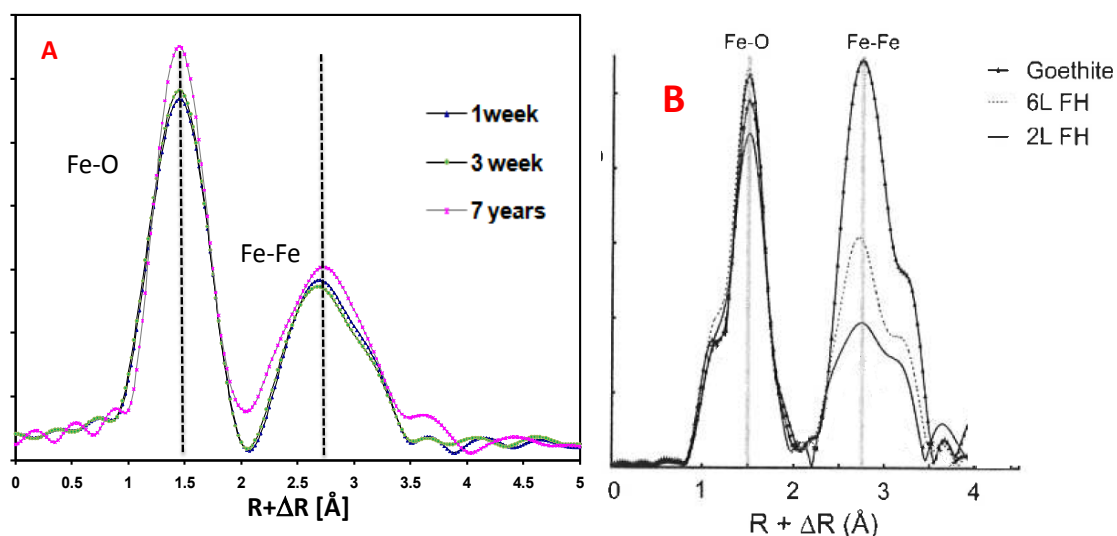 A
Fe-O
Fe-Fe
1week
3 week
7 years
0 0.5 1 1.5 2 2.5 3 3.5 4 4.5 5
R+ΔR [Å]
B
Fe-O Fe-Fe
Goethite
6L FH
2L FH
0 1 2 3 4
R + ΔR (Å)